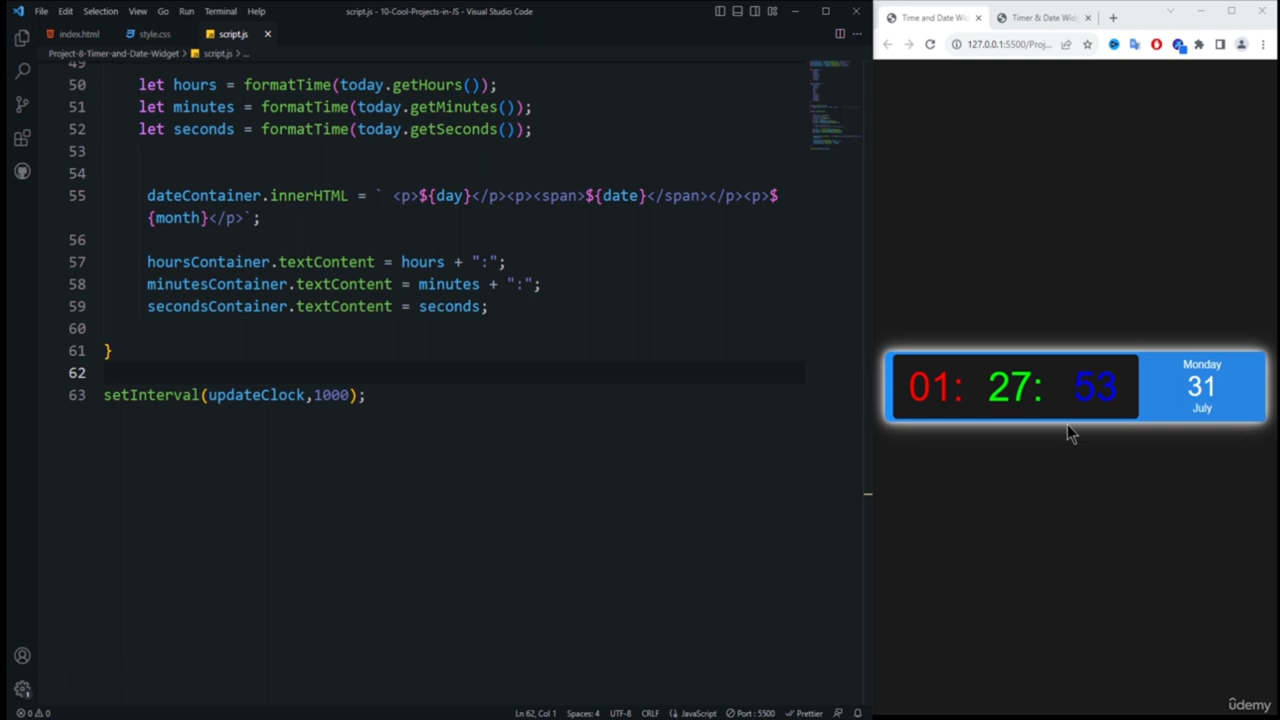 File Edit Selection View Go Run Terminal Help
script.js - 10-Cool-Projects-in-JS - Visual Studio Code
index.html style.css script.js
Project-8-Timer-and-Date-Widget > script.js > ...
49
50 let hours = formatTime(today.getHours());
51 let minutes = formatTime(today.getMinutes());
52 let seconds = formatTime(today.getSeconds());
53
54
55 dateContainer.innerHTML = ` <p>${day}</p><p><span>${date}</span></p><p>$
{month}</p>`;
56
57 hoursContainer.textContent = hours + ":";
58 minutesContainer.textContent = minutes + ":";
59 secondsContainer.textContent = seconds;
60
61 }
62
63 setInterval(updateClock,1000);
0 0 Ln 62, Col 1 Spaces: 4 UTF-8 CRLF JavaScript Port : 5500 Prettier
Time and Date Wi Timer & Date Widg
127.0.0.1:5500/Proj...
01: 27: 53
Monday
31
July
ûdemy